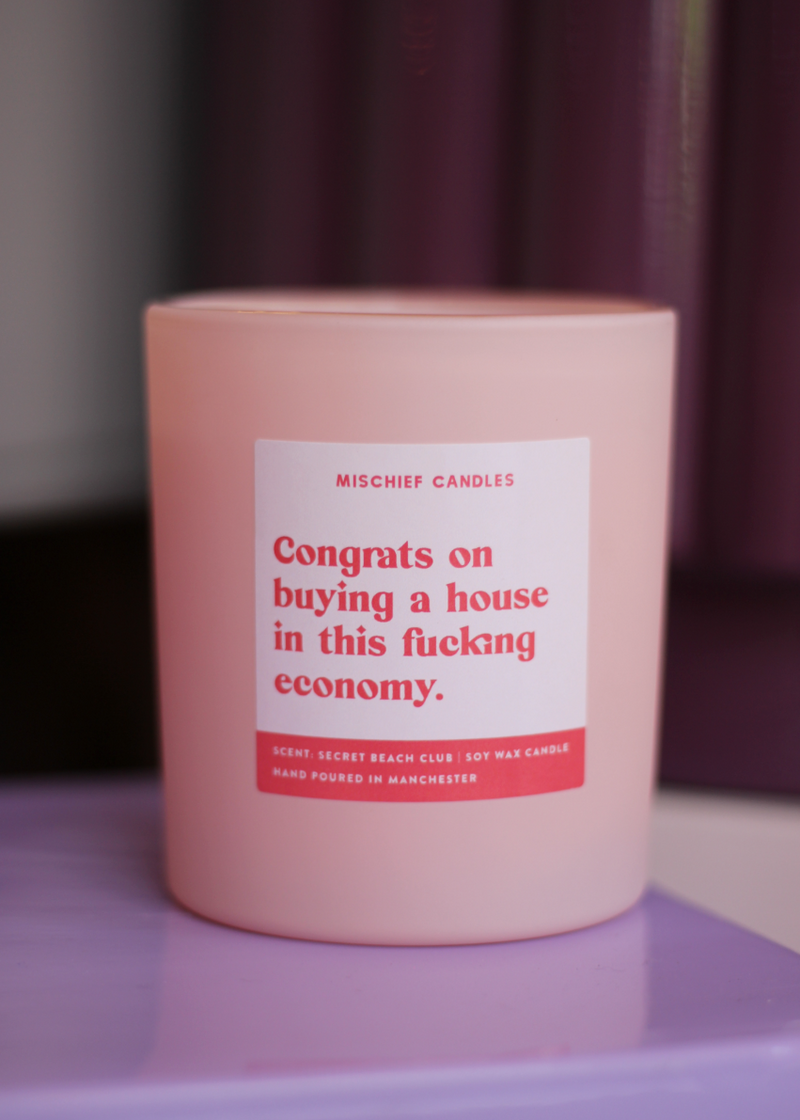 MISCHIEF CANDLES
Congrats on
buying a house
in this fucking
economy.
SCENT: SECRET BEACH CLUB | SOY WAX CANDLE
HAND POURED IN MANCHESTER